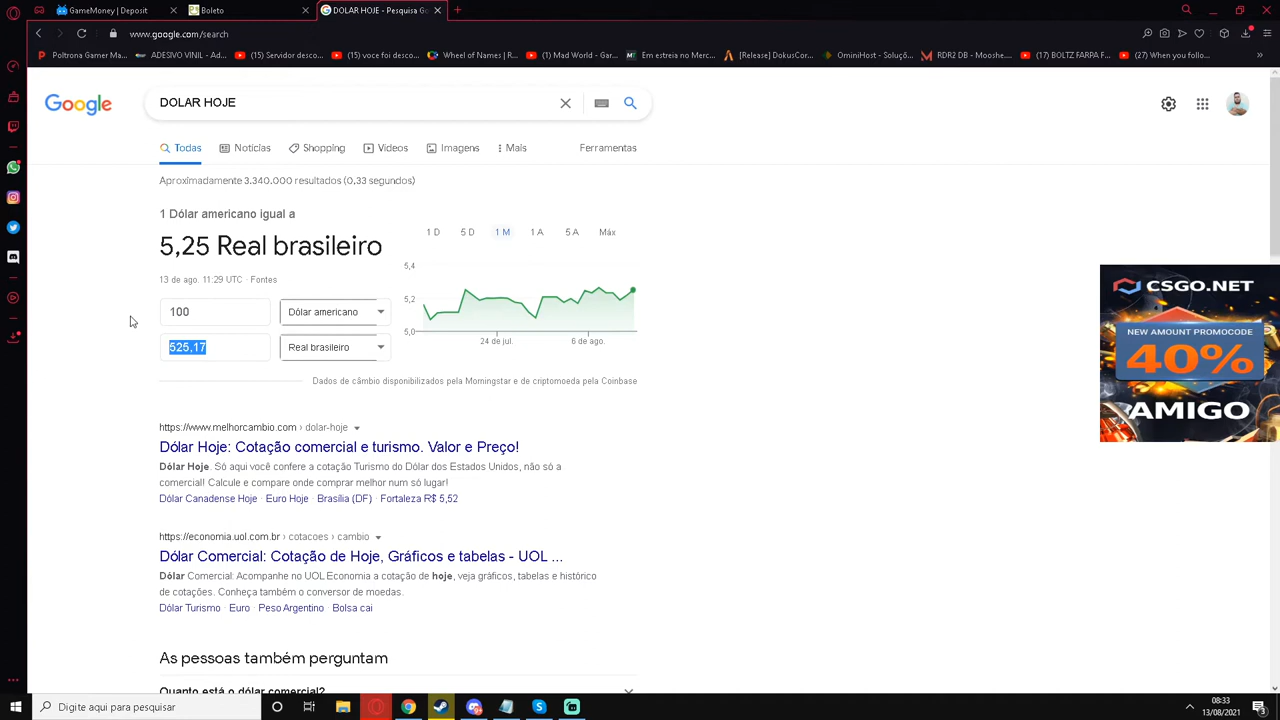 GameMoney | Deposit
Boleto
DOLAR HOJE - Pesquisa Go
www.google.com/search
Poltrona Gamer Ma...
ADESIVO VINIL - Ad...
(15) Servidor desco...
(15) voce foi desco...
Wheel of Names | R...
(1) Mad World - Gar...
Em estreia no Merc...
[Release] DokusCor...
OminiHost - Soluçõ...
RDR2 DB - Mooshe...
(17) BOLTZ FARPA F...
(27) When you follo...
Google
DOLAR HOJE
Todas
Notícias
Shopping
Vídeos
Imagens
Mais
Ferramentas
Aproximadamente 3.340.000 resultados (0,33 segundos)
1 Dólar americano igual a
5,25 Real brasileiro
13 de ago. 11:29 UTC · Fontes
100
Dólar americano
525,17
Real brasileiro
1 D
5 D
1 M
1 A
5 A
Máx
5,4
5,2
5,0
24 de jul.
6 de ago.
Dados de câmbio disponibilizados pela Morningstar e de criptomoeda pela Coinbase
https://www.melhorcambio.com › dolar-hoje
Dólar Hoje: Cotação comercial e turismo. Valor e Preço!
Dólar Hoje. Só aqui você confere a cotação Turismo do Dólar dos Estados Unidos, não só a
comercial! Calcule e compare onde comprar melhor num só lugar!
Dólar Canadense Hoje · Euro Hoje · Brasília (DF) · Fortaleza R$ 5,52
https://economia.uol.com.br › cotacoes › cambio
Dólar Comercial: Cotação de Hoje, Gráficos e tabelas - UOL ...
Dólar Comercial: Acompanhe no UOL Economia a cotação de hoje, veja gráficos, tabelas e histórico
de cotações. Conheça também o conversor de moedas.
Dólar Turismo · Euro · Peso Argentino · Bolsa cai
As pessoas também perguntam
Quanto está o dólar comercial?
CSGO.NET
NEW AMOUNT PROMOCODE
40%
AMIGO
Digite aqui para pesquisar
08:33
13/08/2021
3